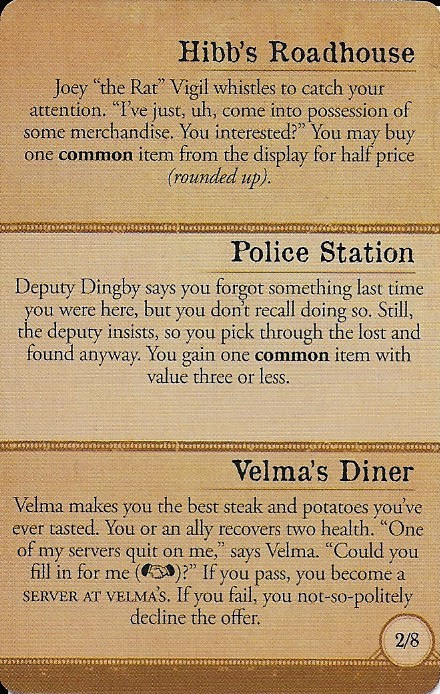 Hibb's Roadhouse
Joey “the Rat” Vigil whistles to catch your
attention. “I've just, uh, come into possession of
some merchandise. You interested?” You may buy
one common item from the display for half price
(rounded up).
Police Station
Deputy Dingby says you forgot something last time
you were here, but you don't recall doing so. Still,
the deputy insists, so you pick through the lost and
found anyway. You gain one common item with
value three or less.
Velma's Diner
Velma makes you the best steak and potatoes you've
ever tasted. You or an ally recovers two health. “One
of my servers quit on me,” says Velma. “Could you
fill in for me ( )?” If you pass, you become a
SERVER AT VELMA'S. If you fail, you not-so-politely
decline the offer.
2/8